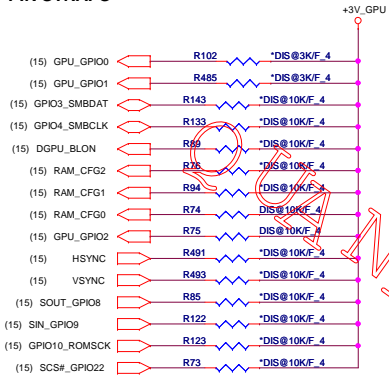 +3V_GPU
(15) GPU_GPIO0 R102 *DIS@3K/F_4
(15) GPU_GPIO1 R485 *DIS@3K/F_4
(15) GPIO3_SMBDAT R143 *DIS@10K/F_4
(15) GPIO4_SMBCLK R133 *DIS@10K/F_4
(15) DGPU_BLON R89 *DIS@10K/F_4
(15) RAM_CFG2 R76 *DIS@10K/F_4
(15) RAM_CFG1 R94 *DIS@10K/F_4
(15) RAM_CFG0 R74 DIS@10K/F_4
(15) GPU_GPIO2 R75 DIS@10K/F_4
(15) HSYNC R491 *DIS@10K/F_4
(15) VSYNC R493 *DIS@10K/F_4
(15) SOUT_GPIO8 R85 *DIS@10K/F_4
(15) SIN_GPIO9 R122 *DIS@10K/F_4
(15) GPIO10_ROMSCK R123 *DIS@10K/F_4
(15) SCS#_GPIO22 R73 *DIS@10K/F_4